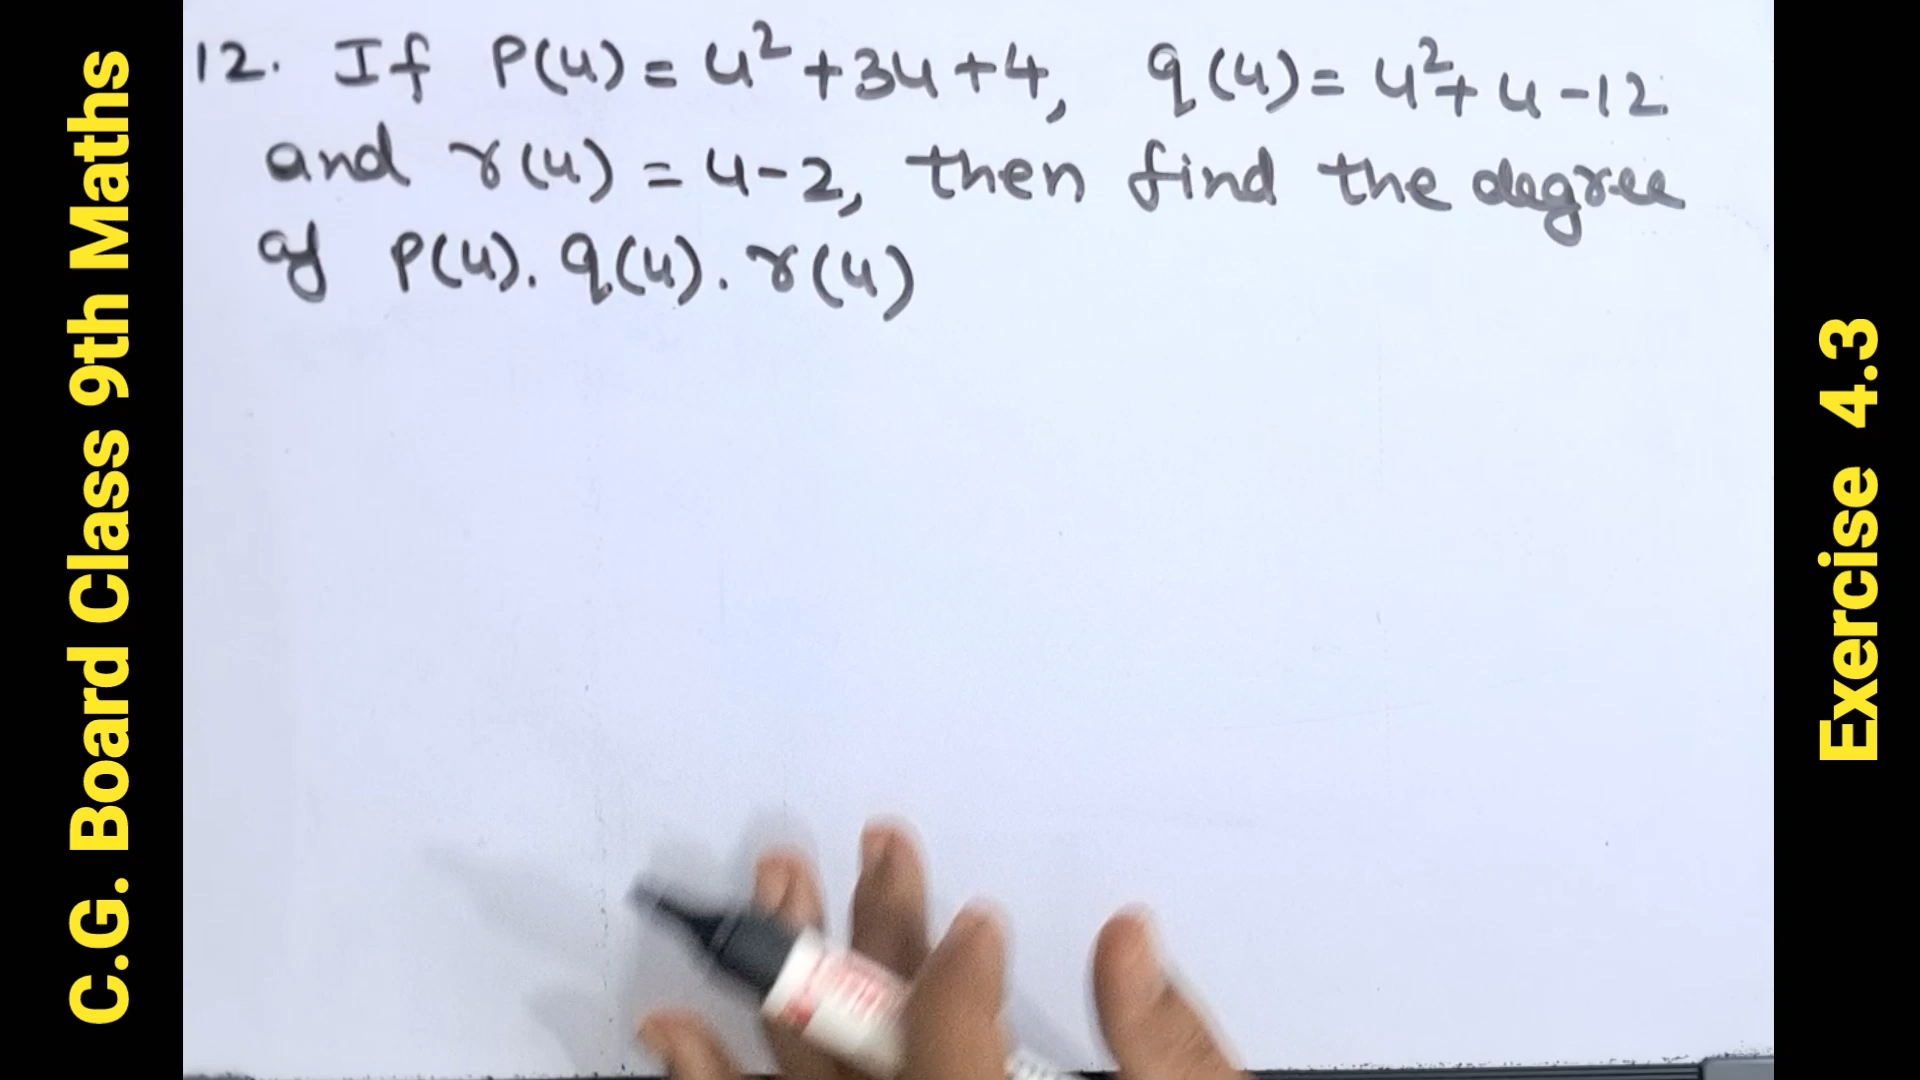 C.G. Board Class 9th Maths
12. If P(u) = u²+3u+4, q(u) = u²+u-12
and r(u) = u-2, then find the degree
of P(u). q(u). r(u)
Exercise 4.3